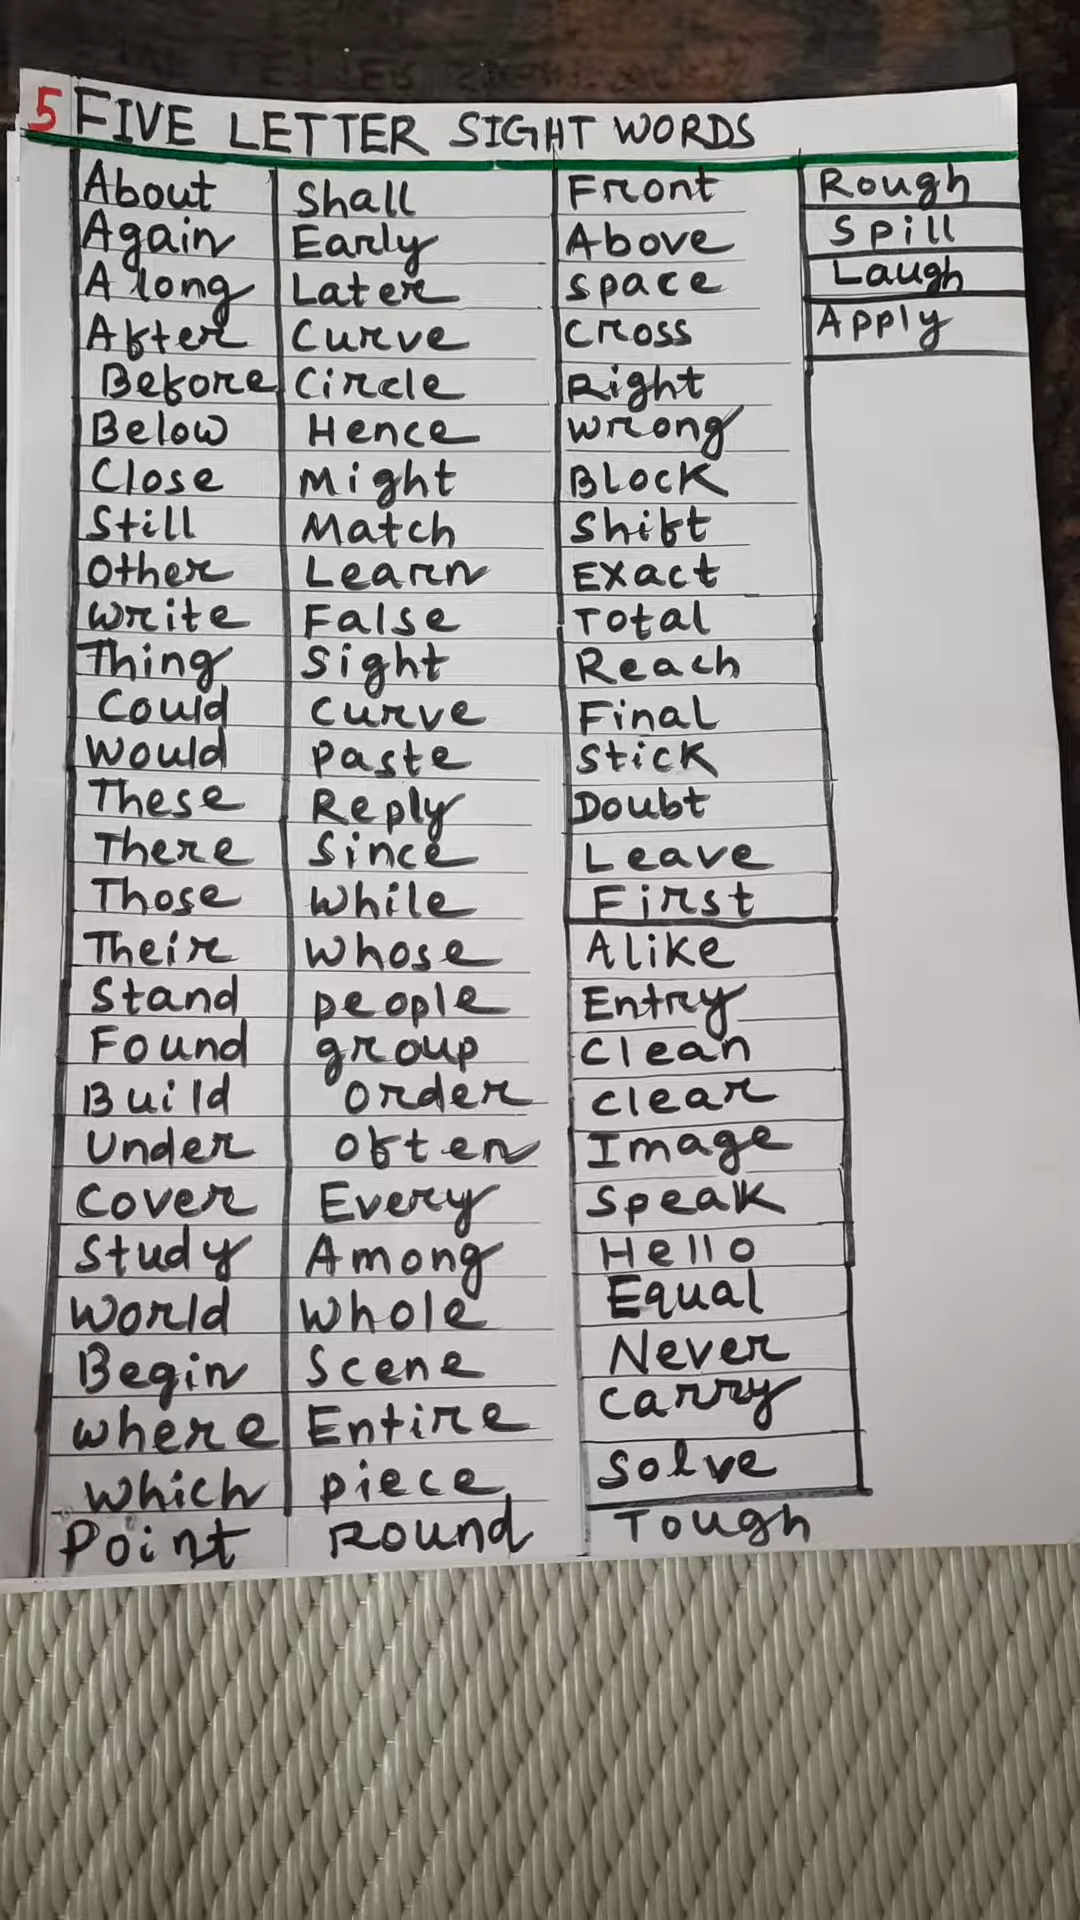 5 FIVE LETTER SIGHT WORDS
About
Again
Along
After
Before
Below
Close
Still
Other
Write
Thing
Could
Would
These
There
Those
Their
Stand
Found
Build
Under
Cover
Study
World
Begin
where
which
Point
Shall
Early
Later
Curve
Circle
Hence
Might
Match
Learn
False
Sight
Curve
Paste
Reply
Since
While
Whose
people
group
order
Often
Every
Among
Whole
Scene
Entire
piece
Round
Front
Above
Space
Cross
Right
Wrong
Block
Shift
Exact
Total
Reach
Final
Stick
Doubt
Leave
First
Alike
Entry
Clean
Clear
Image
Speak
Hello
Equal
Never
Carry
Solve
Tough
Rough
Spill
Laugh
Apply